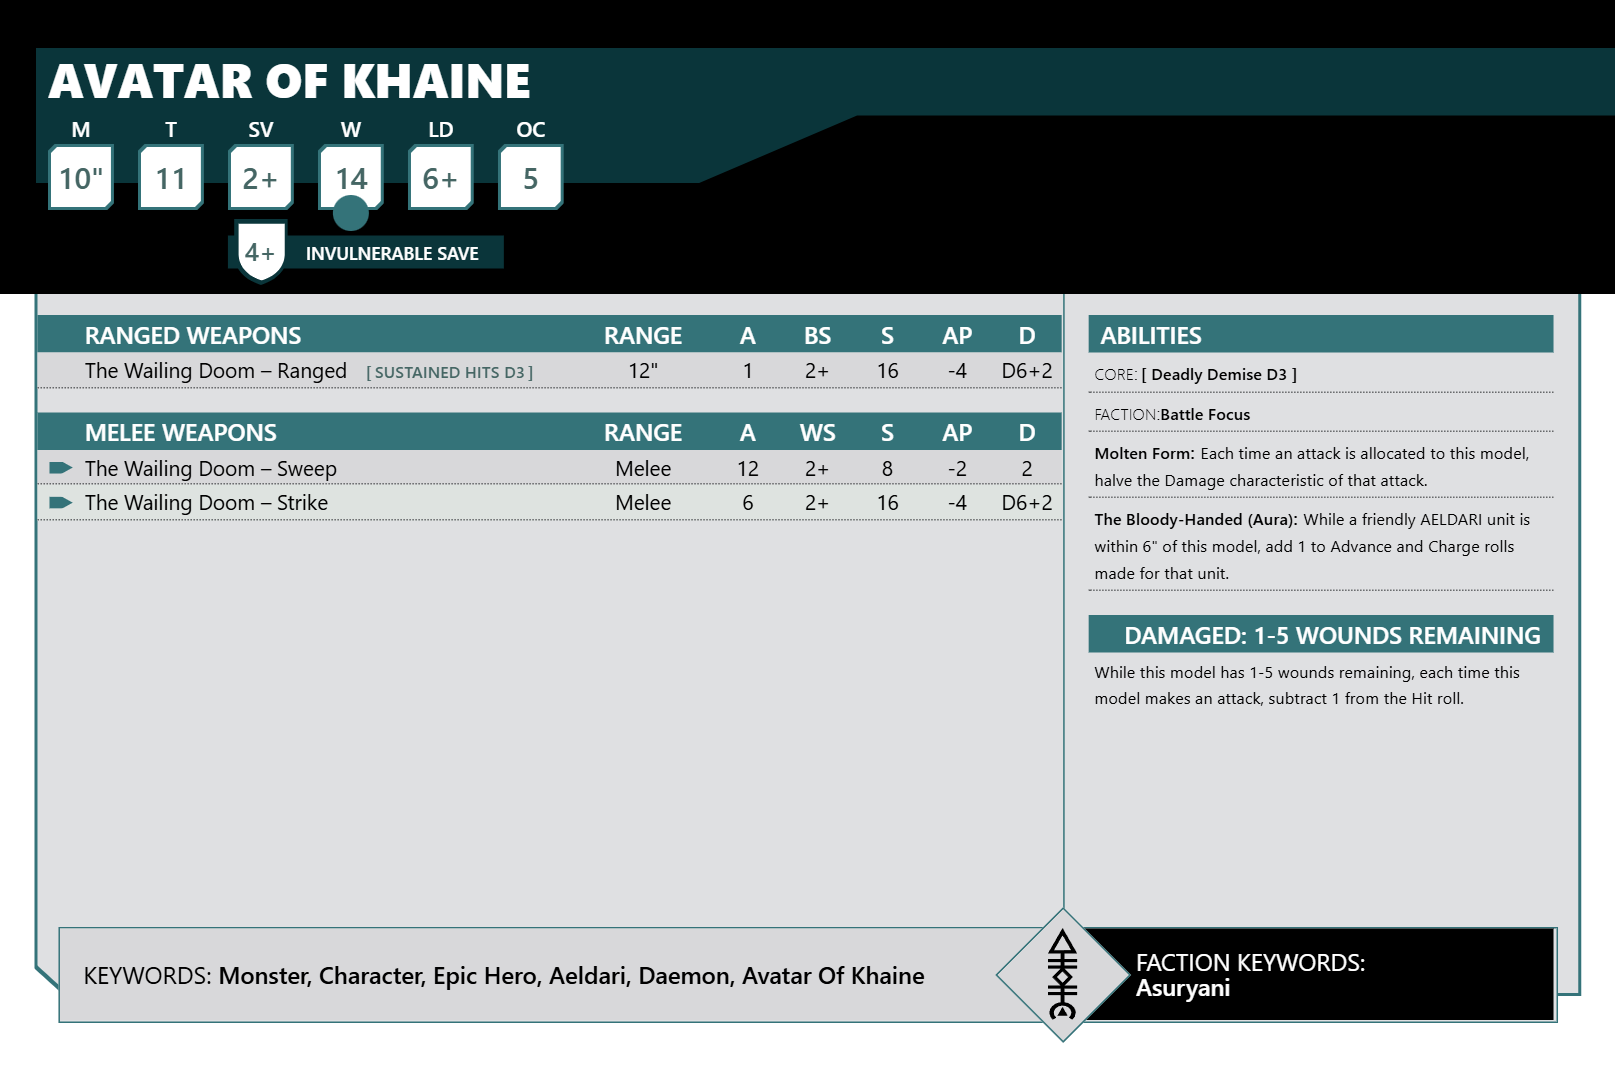 AVATAR OF KHAINE
M T SV W LD OC
10" 11 2+ 14 6+ 5
4+ INVULNERABLE SAVE
RANGED WEAPONS RANGE A BS S AP D
The Wailing Doom – Ranged [ SUSTAINED HITS D3 ] 12" 1 2+ 16 -4 D6+2
MELEE WEAPONS RANGE A WS S AP D
The Wailing Doom – Sweep Melee 12 2+ 8 -2 2
The Wailing Doom – Strike Melee 6 2+ 16 -4 D6+2
ABILITIES
CORE: [ Deadly Demise D3 ]
FACTION:Battle Focus
Molten Form: Each time an attack is allocated to this model,
halve the Damage characteristic of that attack.
The Bloody-Handed (Aura): While a friendly AELDARI unit is
within 6" of this model, add 1 to Advance and Charge rolls
made for that unit.
DAMAGED: 1-5 WOUNDS REMAINING
While this model has 1-5 wounds remaining, each time this
model makes an attack, subtract 1 from the Hit roll.
KEYWORDS: Monster, Character, Epic Hero, Aeldari, Daemon, Avatar Of Khaine
FACTION KEYWORDS:
Asuryani